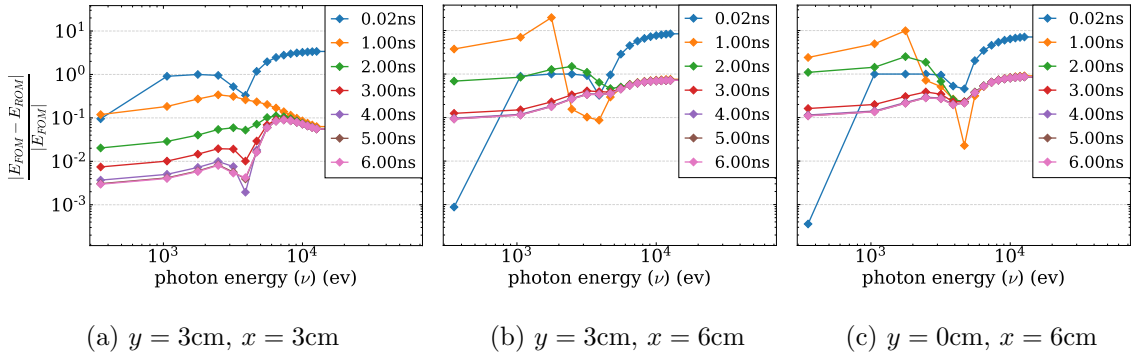 |E_FOM − E_ROM|
|E_FOM|
10^1
10^0
10^-1
10^-2
10^-3
10^3
10^4
photon energy (ν) (ev)
0.02ns
1.00ns
2.00ns
3.00ns
4.00ns
5.00ns
6.00ns
(a) y = 3cm, x = 3cm
10^3
10^4
photon energy (ν) (ev)
0.02ns
1.00ns
2.00ns
3.00ns
4.00ns
5.00ns
6.00ns
(b) y = 3cm, x = 6cm
10^3
10^4
photon energy (ν) (ev)
0.02ns
1.00ns
2.00ns
3.00ns
4.00ns
5.00ns
6.00ns
(c) y = 0cm, x = 6cm